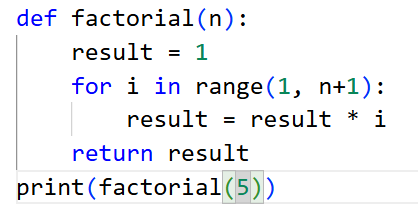 def factorial(n):
    result = 1
    for i in range(1, n+1):
        result = result * i
    return result
print(factorial(5))